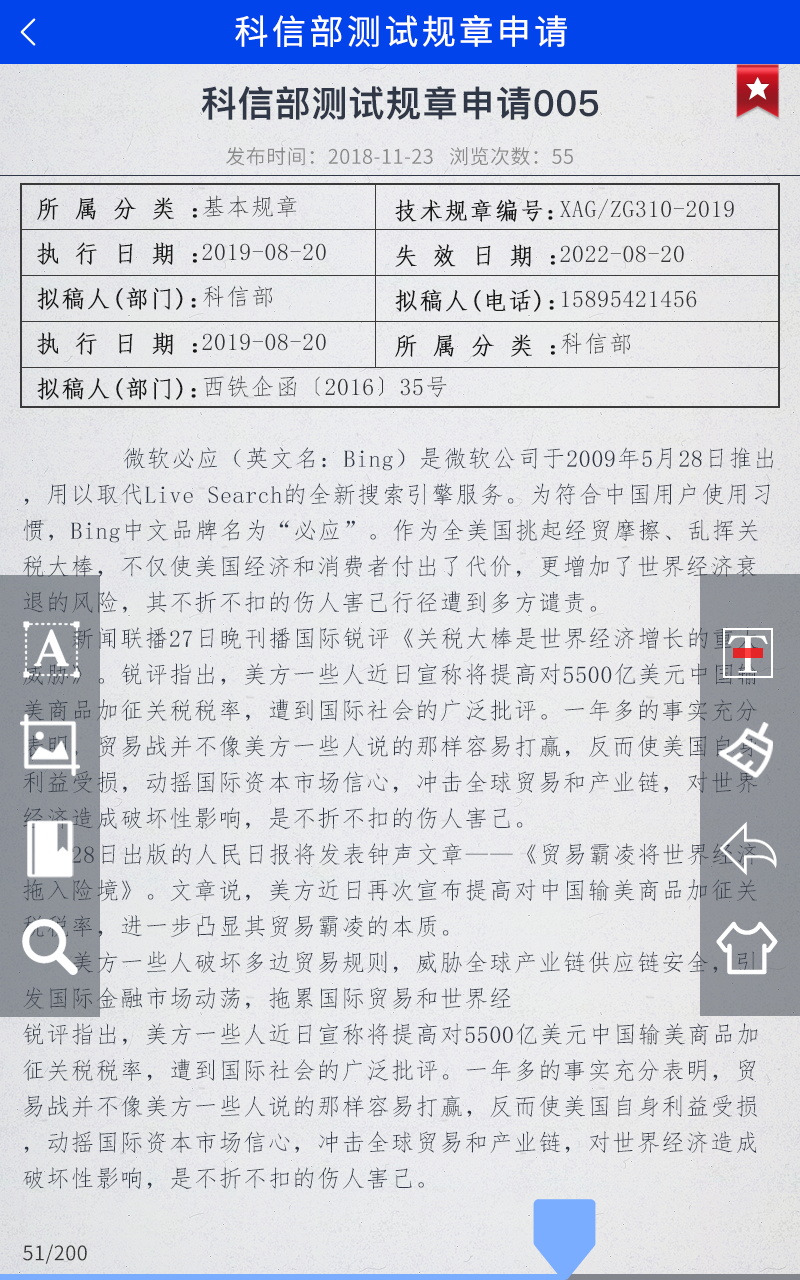 科信部测试规章申请
科信部测试规章申请005
发布时间：2018-11-23 浏览次数：55
所属分类:基本规章 技术规章编号:XAG/ZG310-2019
执行日期:2019-08-20 失效日期:2022-08-20
拟稿人(部门):科信部 拟稿人(电话):15895421456
执行日期:2019-08-20 所属分类:科信部
拟稿人(部门):西铁企函〔2016〕35号
微软必应（英文名：Bing）是微软公司于2009年5月28日推出
，用以取代Live Search的全新搜索引擎服务。为符合中国用户使用习
惯，Bing中文品牌名为“必应”。作为全美国挑起经贸摩擦、乱挥关
税大棒，不仅使美国经济和消费者付出了代价，更增加了世界经济衰
退的风险，其不折不扣的伤人害己行径遭到多方谴责。
新闻联播27日晚刊播国际锐评《关税大棒是世界经济增长的重大
威胁》。锐评指出，美方一些人近日宣称将提高对5500亿美元中国输
美商品加征关税税率，遭到国际社会的广泛批评。一年多的事实充分
表明，贸易战并不像美方一些人说的那样容易打赢，反而使美国自身
利益受损，动摇国际资本市场信心，冲击全球贸易和产业链，对世界
经济造成破坏性影响，是不折不扣的伤人害己。
28日出版的人民日报将发表钟声文章——《贸易霸凌将世界经济
拖入险境》。文章说，美方近日再次宣布提高对中国输美商品加征关
税税率，进一步凸显其贸易霸凌的本质。
美方一些人破坏多边贸易规则，威胁全球产业链供应链安全，引
发国际金融市场动荡，拖累国际贸易和世界经
锐评指出，美方一些人近日宣称将提高对5500亿美元中国输美商品加
征关税税率，遭到国际社会的广泛批评。一年多的事实充分表明，贸
易战并不像美方一些人说的那样容易打赢，反而使美国自身利益受损
，动摇国际资本市场信心，冲击全球贸易和产业链，对世界经济造成
破坏性影响，是不折不扣的伤人害己。
51/200